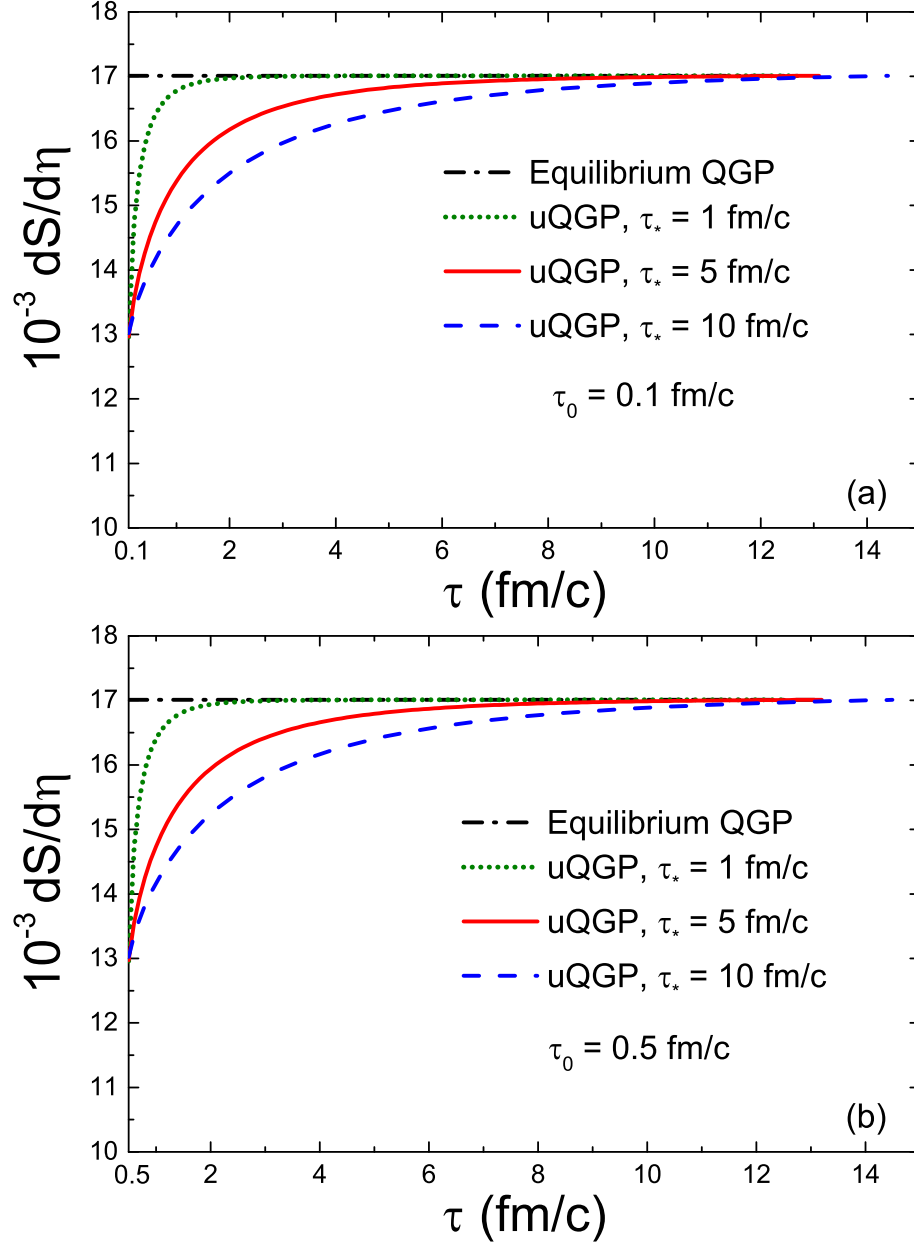 18
17
16
15
14
13
12
11
10
10⁻³ dS/dη
Equilibrium QGP
uQGP, τ* = 1 fm/c
uQGP, τ* = 5 fm/c
uQGP, τ* = 10 fm/c
τ₀ = 0.1 fm/c
(a)
0.1 2 4 6 8 10 12 14
τ (fm/c)
18
17
16
15
14
13
12
11
10
10⁻³ dS/dη
Equilibrium QGP
uQGP, τ* = 1 fm/c
uQGP, τ* = 5 fm/c
uQGP, τ* = 10 fm/c
τ₀ = 0.5 fm/c
(b)
0.5 2 4 6 8 10 12 14
τ (fm/c)